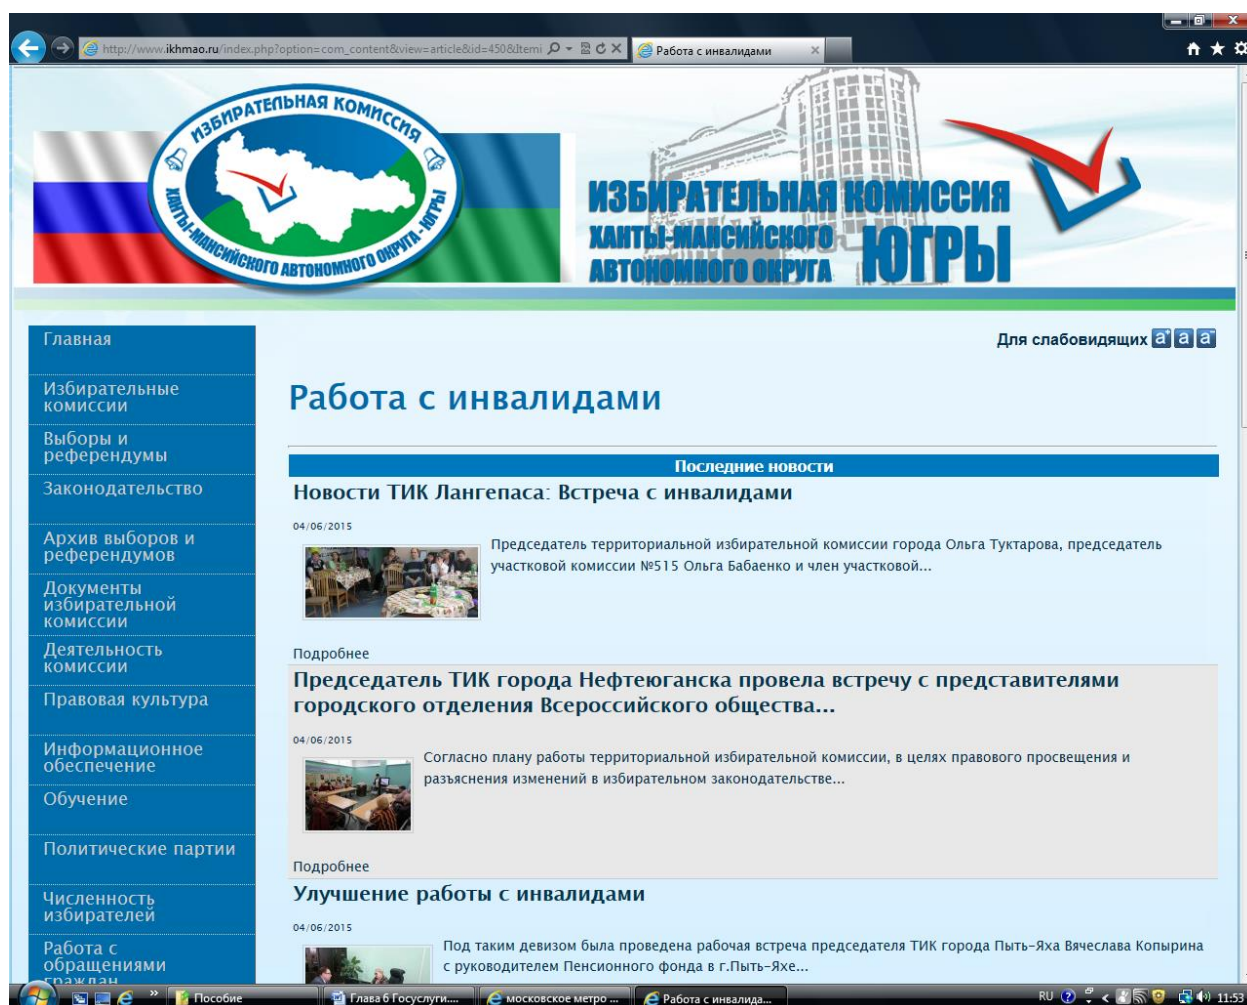 http://www.ikhmao.ru/index.php?option=com_content&view=article&id=450&Itemi
Работа с инвалидами
ИЗБИРАТЕЛЬНАЯ КОМИССИЯ
ХАНТЫ-МАНСИЙСКОГО АВТОНОМНОГО ОКРУГА-ЮГРЫ
ИЗБИРАТЕЛЬНАЯ КОМИССИЯ
ХАНТЫ-МАНСИЙСКОГО
АВТОНОМНОГО ОКРУГА ЮГРЫ
Для слабовидящих a+ a a-
Главная
Избирательные
комиссии
Выборы и
референдумы
Законодательство
Архив выборов и
референдумов
Документы
избирательной
комиссии
Деятельность
комиссии
Правовая культура
Информационное
обеспечение
Обучение
Политические партии
Численность
избирателей
Работа с
обращениями
граждан
Работа с инвалидами
Последние новости
Новости ТИК Лангепаса: Встреча с инвалидами
04/06/2015
Председатель территориальной избирательной комиссии города Ольга Туктарова, председатель
участковой комиссии №515 Ольга Бабаенко и член участковой...
Подробнее
Председатель ТИК города Нефтеюганска провела встречу с представителями
городского отделения Всероссийского общества...
04/06/2015
Согласно плану работы территориальной избирательной комиссии, в целях правового просвещения и
разъяснения изменений в избирательном законодательстве...
Подробнее
Улучшение работы с инвалидами
04/06/2015
Под таким девизом была проведена рабочая встреча председателя ТИК города Пыть-Яха Вячеслава Копырина
с руководителем Пенсионного фонда в г.Пыть-Яхе...
Пособие
Глава 6 Госуслуги....
московское метро ...
Работа с инвалида...
RU
11:53